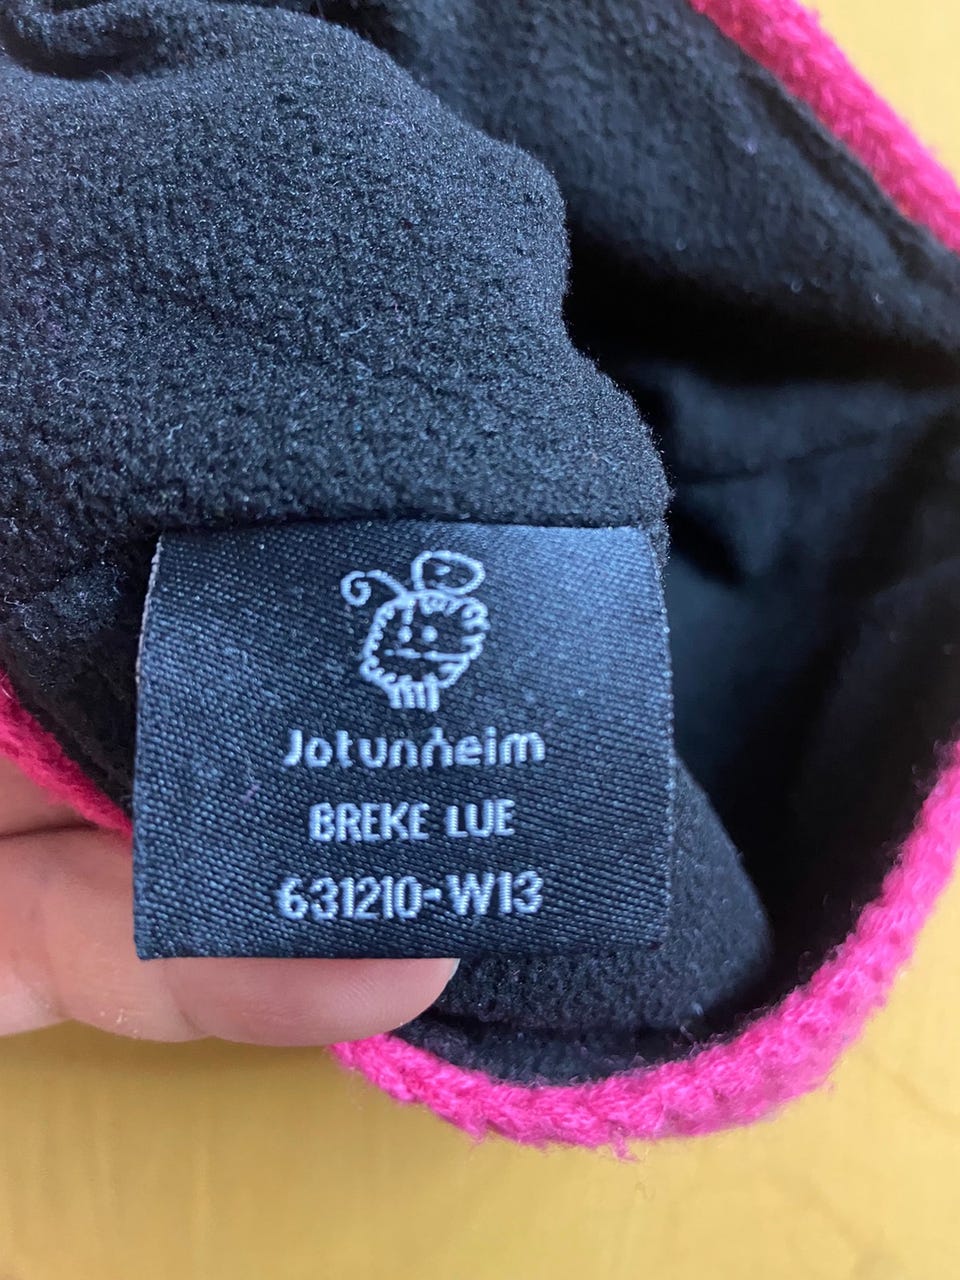 Jotunheim
BREKE LUE
631210-W13